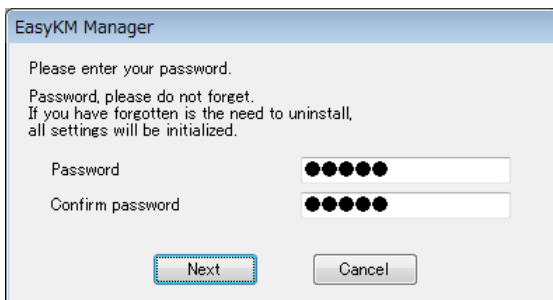 EasyKM Manager
Please enter your password.
Password, please do not forget.
If you have forgotten is the need to uninstall,
all settings will be initialized.
Password ●●●●●
Confirm password ●●●●●
Next Cancel